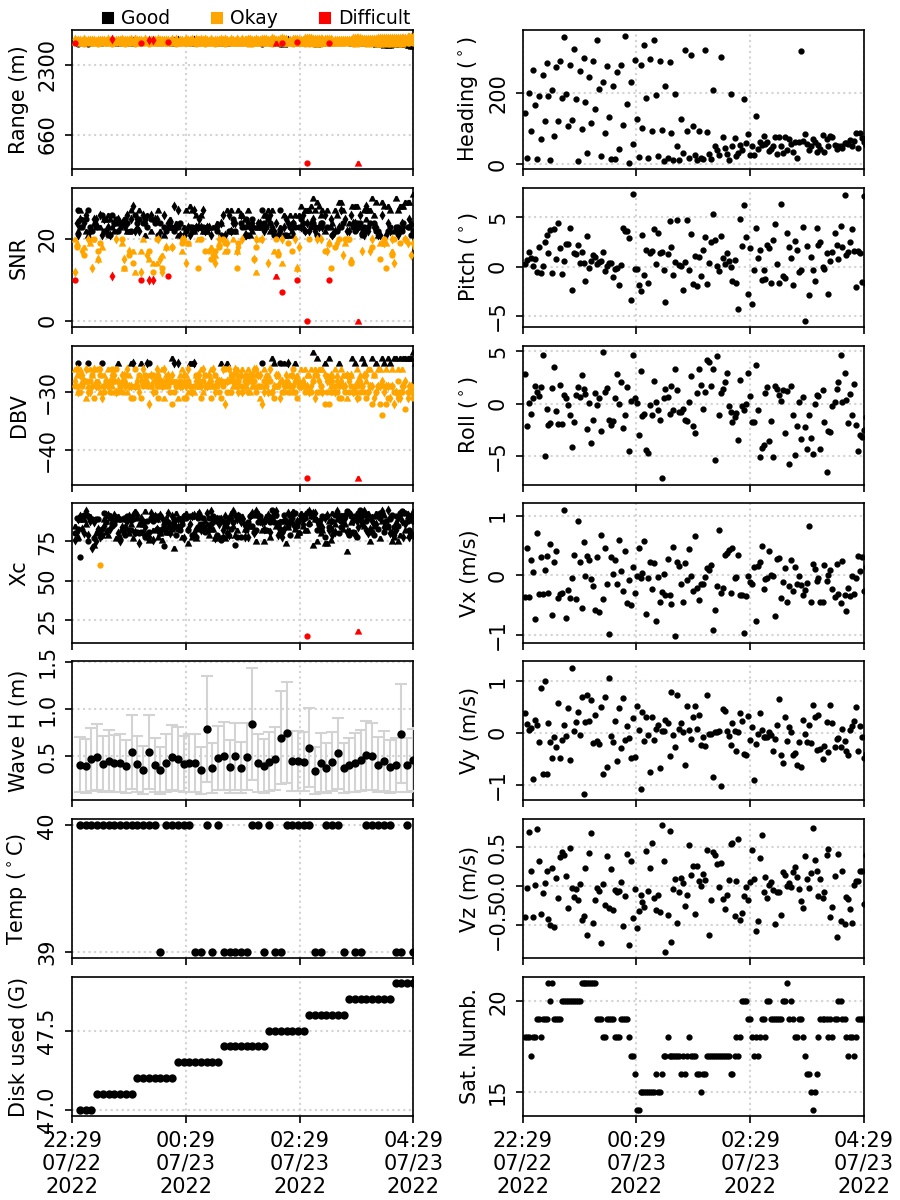 Good Okay Difficult
Range (m)
2300
660
Heading (°)
200
0
SNR
20
0
Pitch (°)
5
0
−5
DBV
−30
−40
Roll (°)
5
0
−5
Xc
75
50
25
Vx (m/s)
1
0
−1
Wave H (m)
1.5
1.0
0.5
Vy (m/s)
1
0
−1
Temp (°C)
40
39
Vz (m/s)
0.5
0.0
−0.5
Disk used (G)
47.5
47.0
Sat. Numb.
20
15
22:29 00:29 02:29 04:29
07/22 07/23 07/23 07/23
2022 2022 2022 2022
22:29 00:29 02:29 04:29
07/22 07/23 07/23 07/23
2022 2022 2022 2022